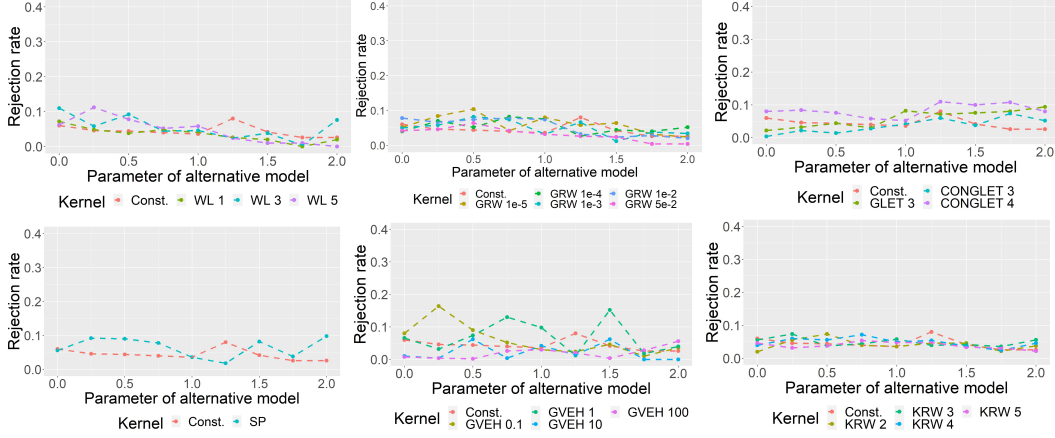 0.4
0.3
0.2
0.1
0.0
Rejection rate
0.0 0.5 1.0 1.5 2.0
Parameter of alternative model
Kernel Const. WL 1 WL 3 WL 5
0.4
0.3
0.2
0.1
0.0
Rejection rate
0.0 0.5 1.0 1.5 2.0
Parameter of alternative model
Kernel Const. GRW 1e-4 GRW 1e-2
GRW 1e-5 GRW 1e-3 GRW 5e-2
0.4
0.3
0.2
0.1
0.0
Rejection rate
0.0 0.5 1.0 1.5 2.0
Parameter of alternative model
Kernel Const. CONGLET 3
GLET 3 CONGLET 4
0.4
0.3
0.2
0.1
0.0
Rejection rate
0.0 0.5 1.0 1.5 2.0
Parameter of alternative model
Kernel Const. SP
0.4
0.3
0.2
0.1
0.0
Rejection rate
0.0 0.5 1.0 1.5 2.0
Parameter of alternative model
Kernel Const. GVEH 1 GVEH 100
GVEH 0.1 GVEH 10
0.4
0.3
0.2
0.1
0.0
Rejection rate
0.0 0.5 1.0 1.5 2.0
Parameter of alternative model
Kernel Const. KRW 3 KRW 5
KRW 2 KRW 4